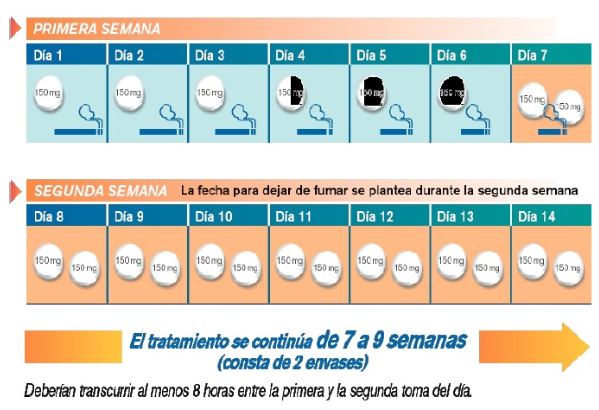 PRIMERA SEMANA
Día 1 Día 2 Día 3 Día 4 Día 5 Día 6 Día 7
150 mg 150 mg 150 mg 150 mg 150 mg 150 mg 150 mg 150 mg
SEGUNDA SEMANA La fecha para dejar de fumar se plantea durante la segunda semana
Día 8 Día 9 Día 10 Día 11 Día 12 Día 13 Día 14
150 mg 150 mg 150 mg 150 mg 150 mg 150 mg 150 mg 150 mg 150 mg 150 mg 150 mg 150 mg 150 mg 150 mg
El tratamiento se continúa de 7 a 9 semanas
(consta de 2 envases)
Deberían transcurrir al menos 8 horas entre la primera y la segunda toma del día.